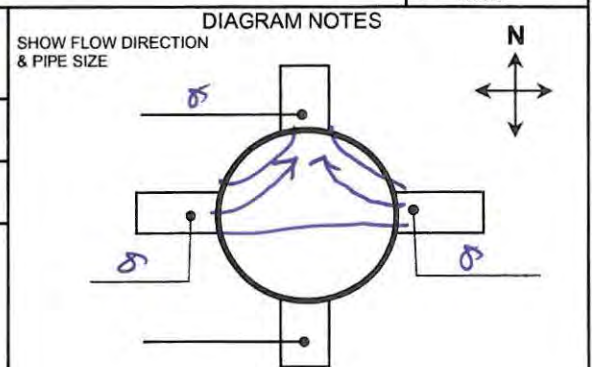 DIAGRAM NOTES
SHOW FLOW DIRECTION
& PIPE SIZE
N
8
8
8